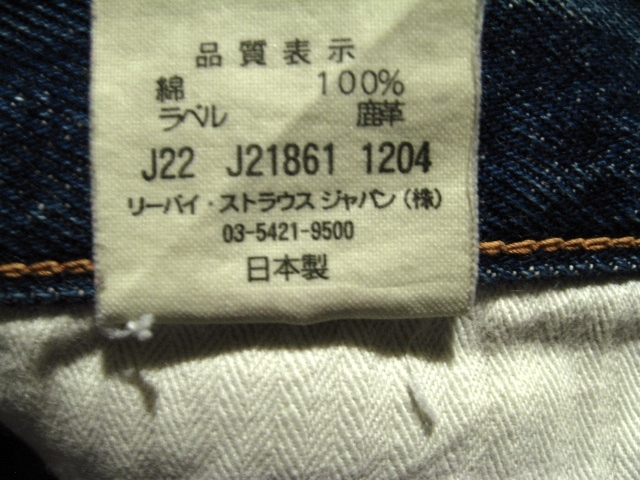 品質表示
綿 100%
ラベル 鹿革
J22 J21861 1204
リーバイ・ストラウス ジャパン(株)
03-5421-9500
日本製